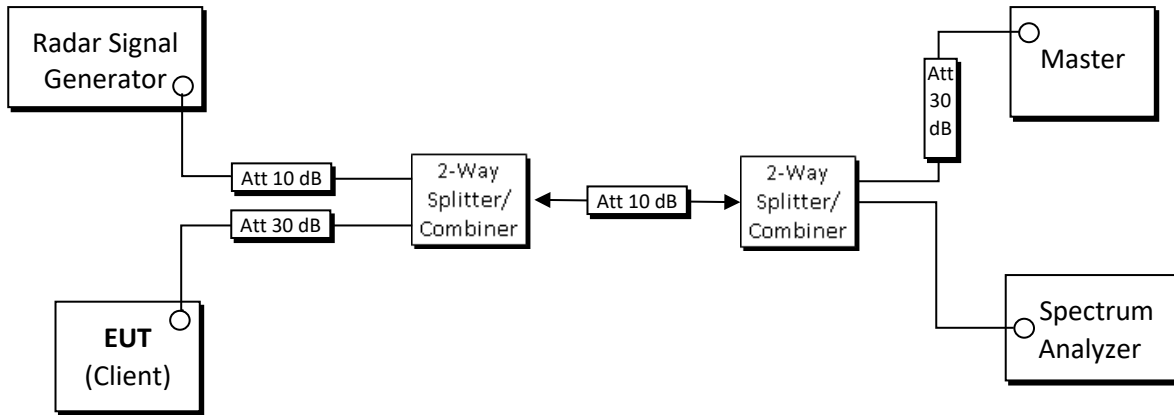 Radar Signal
Generator
Att 10 dB
Att 30 dB
EUT
(Client)
2-Way
Splitter/
Combiner
Att 10 dB
2-Way
Splitter/
Combiner
Att
30
dB
Master
Spectrum
Analyzer